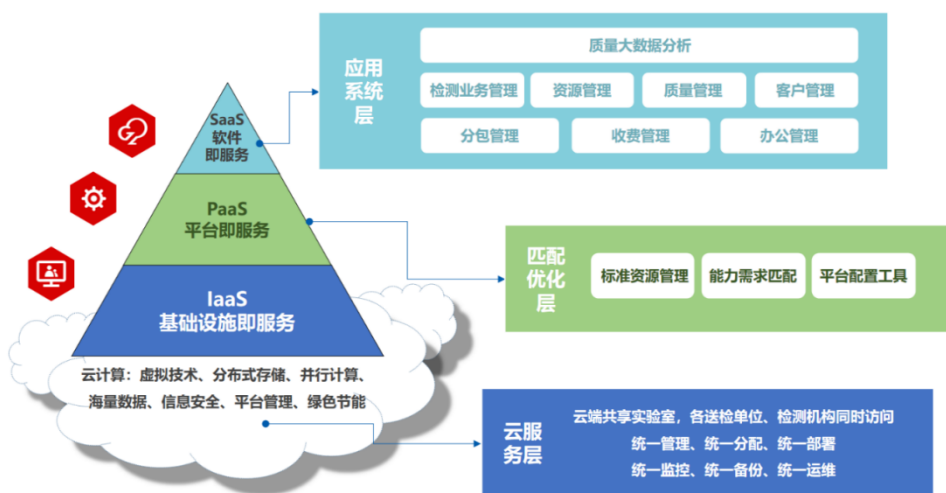 SaaS
软件
即服务
PaaS
平台即服务
IaaS
基础设施即服务
云计算：虚拟技术、分布式存储、并行计算、
海量数据、信息安全、平台管理、绿色节能
应用
系统
层
质量大数据分析
检测业务管理 资源管理 质量管理 客户管理
分包管理 收费管理 办公管理
匹配
优化
层
标准资源管理 能力需求匹配 平台配置工具
云服
务层
云端共享实验室，各送检单位、检测机构同时访问
统一管理、统一分配、统一部署
统一监控、统一备份、统一运维